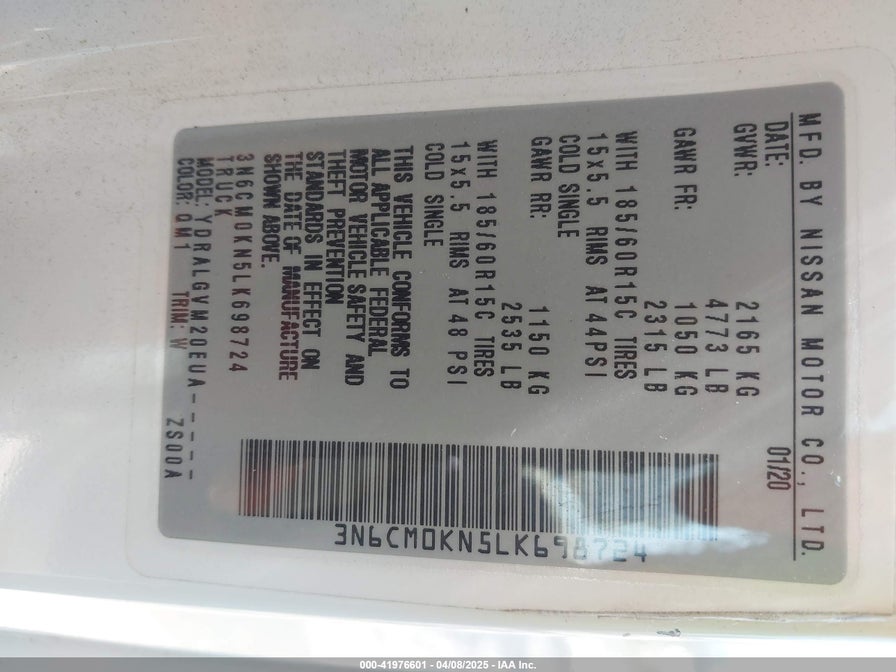 MFD. BY NISSAN MOTOR CO., LTD.
DATE: 01/20
GVWR: 2165 KG
4773 LB
GAWR FR: 1050 KG
2315 LB
WITH 185/60R15C TIRES
15x5.5 RIMS AT 44PSI
COLD SINGLE
GAWR RR: 1150 KG
2535 LB
WITH 185/60R15C TIRES
15x5.5 RIMS AT 48 PSI
COLD SINGLE
THIS VEHICLE CONFORMS TO
ALL APPLICABLE FEDERAL
MOTOR VEHICLE SAFETY AND
THEFT PREVENTION
STANDARDS IN EFFECT ON
THE DATE OF MANUFACTURE
SHOWN ABOVE.
3N6CM0KN5LK698724
TRUCK
MODEL: YDRALGVM20EUA-----
COLOR: QM1 TRIM: W ZS00A
3N6CM0KN5LK698724
000-41976601 - 04/08/2025 - IAA Inc.